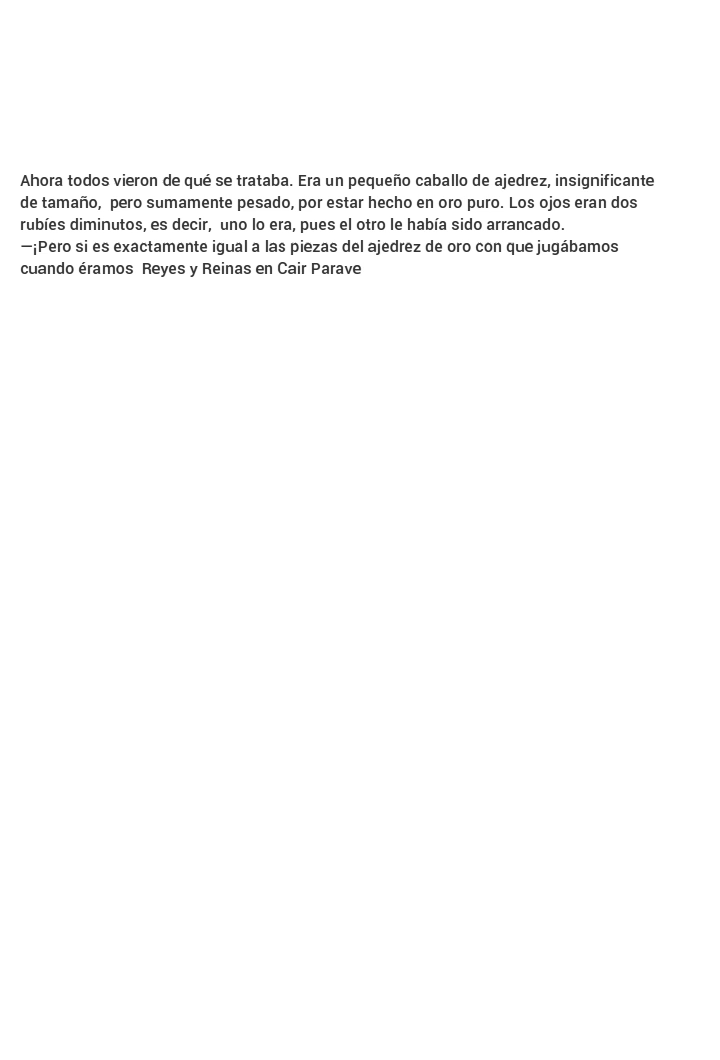 Ahora todos vieron de qué se trataba. Era un pequeño caballo de ajedrez, insignificante
de tamaño,  pero sumamente pesado, por estar hecho en oro puro. Los ojos eran dos
rubíes diminutos, es decir,  uno lo era, pues el otro le había sido arrancado.
—¡Pero si es exactamente igual a las piezas del ajedrez de oro con que jugábamos
cuando éramos  Reyes y Reinas en Cair Parave